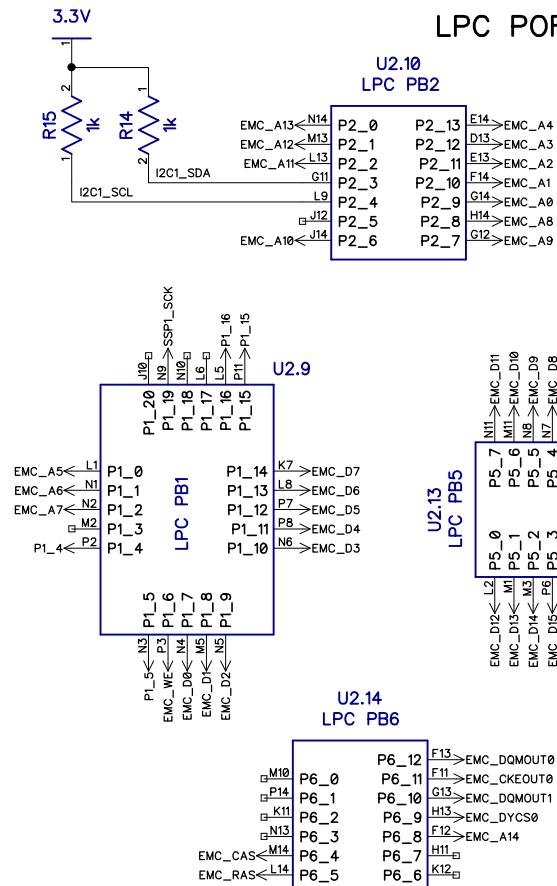 LPC POR
3.3V
1
2
R15
1k
1
1
R14
1k
2
I2C1_SDA
I2C1_SCL
U2.10
LPC PB2
EMC_A13 N14 P2_0 P2_13 E14 EMC_A4
EMC_A12 M13 P2_1 P2_12 D13 EMC_A3
EMC_A11 L13 P2_2 P2_11 E13 EMC_A2
G11 P2_3 P2_10 F14 EMC_A1
L9 P2_4 P2_9 G14 EMC_A0
J12 P2_5 P2_8 H14 EMC_A8
EMC_A10 J14 P2_6 P2_7 G12 EMC_A9
SSP1_SCK P1_16 P1_15
J10 N9 N10 L6 L5 P11
U2.9
P1_20 P1_19 P1_18 P1_17 P1_16 P1_15
LPC PB1
EMC_A5 L1 P1_0 P1_14 K7 EMC_D7
EMC_A6 N1 P1_1 P1_13 L8 EMC_D6
EMC_A7 N2 P1_2 P1_12 P7 EMC_D5
M2 P1_3 P1_11 P8 EMC_D4
P1_4 P2 P1_4 P1_10 N6 EMC_D3
P1_5 P1_6 P1_7 P1_8 P1_9
N3 P3 N4 M5 N5
P1_5 EMC_WE EMC_D0 EMC_D1 EMC_D2
EMC_D11 EMC_D10 EMC_D9 EMC_D8
N11 M11 N8 N7
P5_7 P5_6 P5_5 P5_4
U2.13
LPC PB5
P5_0 P5_1 P5_2 P5_3
L2 M1 M3 P6
EMC_D12 EMC_D13 EMC_D14 EMC_D15
U2.14
LPC PB6
P6_12 F13 EMC_DQMOUT0
M10 P6_0 P6_11 F11 EMC_CKEOUT0
P14 P6_1 P6_10 G13 EMC_DQMOUT1
K11 P6_2 P6_9 H13 EMC_DYCS0
N13 P6_3 P6_8 F12 EMC_A14
EMC_CAS M14 P6_4 P6_7 H11
EMC_RAS L14 P6_5 P6_6 K12